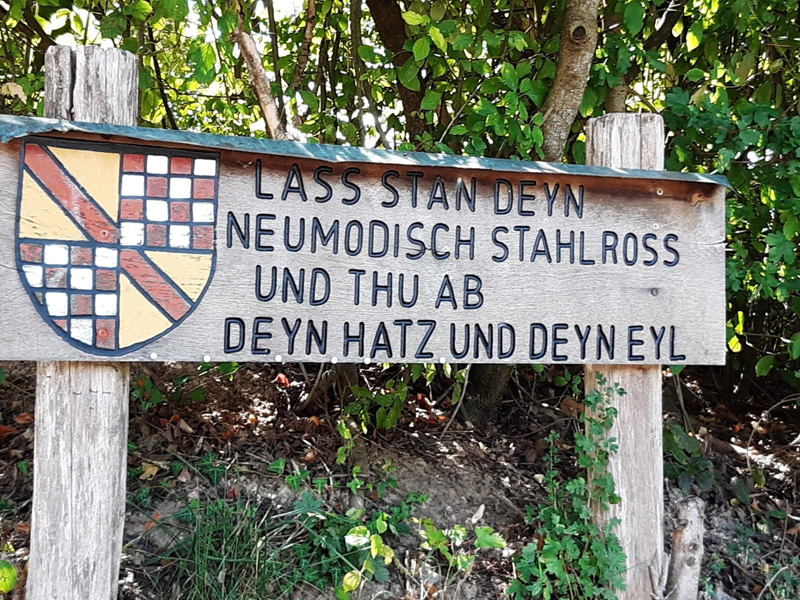 LASS STAN DEYN
NEUMODISCH STAHLROSS
UND THU AB
DEYN HATZ UND DEYN EYL